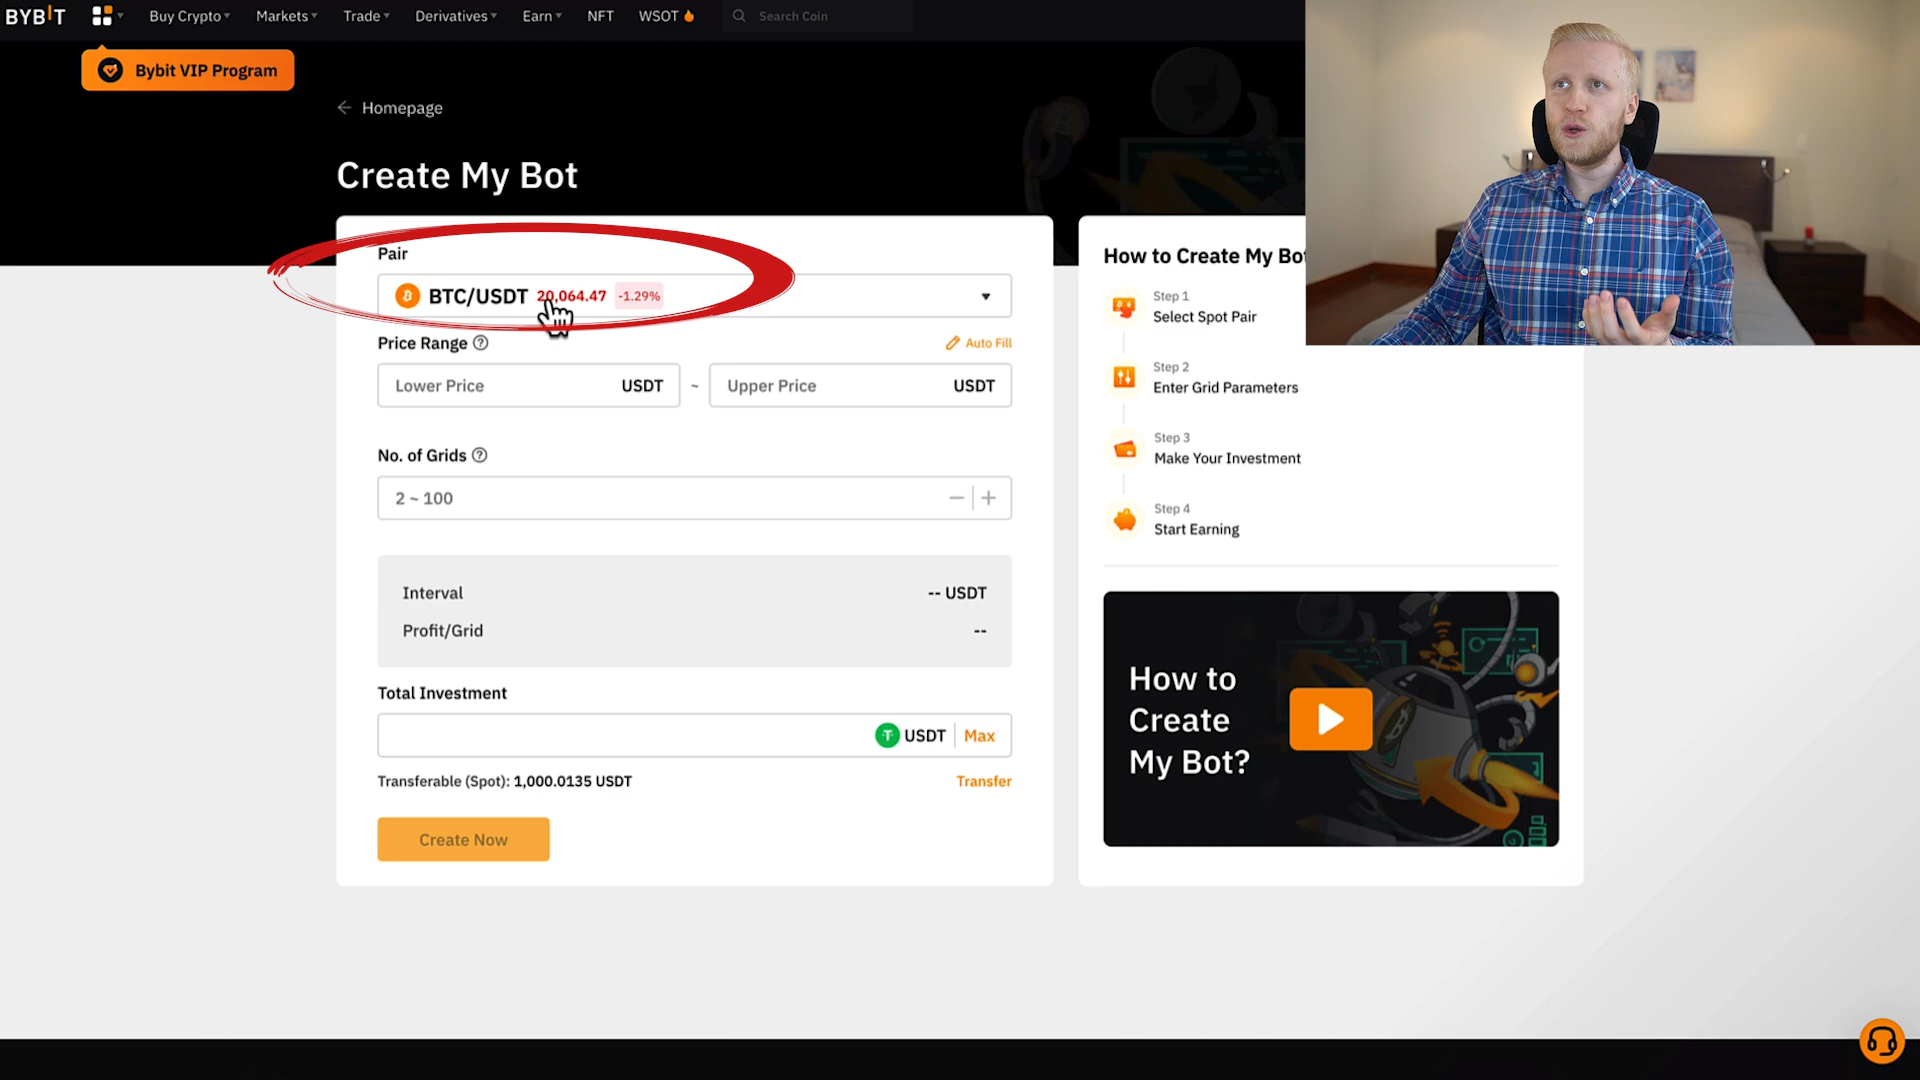 BYBIT
Buy Crypto
Markets
Trade
Derivatives
Earn
NFT
WSOT
Search Coin
Bybit VIP Program
Homepage
Create My Bot
Pair
BTC/USDT 20,064.47 -1.29%
Price Range
Auto Fill
Lower Price USDT ~ Upper Price USDT
No. of Grids
2 ~ 100
Interval -- USDT
Profit/Grid --
Total Investment
USDT Max
Transferable (Spot): 1,000.0135 USDT
Transfer
Create Now
How to Create My Bot
Step 1
Select Spot Pair
Step 2
Enter Grid Parameters
Step 3
Make Your Investment
Step 4
Start Earning
How to
Create
My Bot?